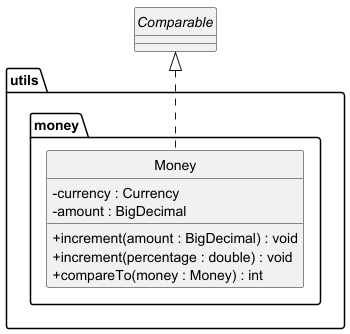 Comparable
utils
money
Money
-currency : Currency
-amount : BigDecimal
+increment(amount : BigDecimal) : void
+increment(percentage : double) : void
+compareTo(money : Money) : int